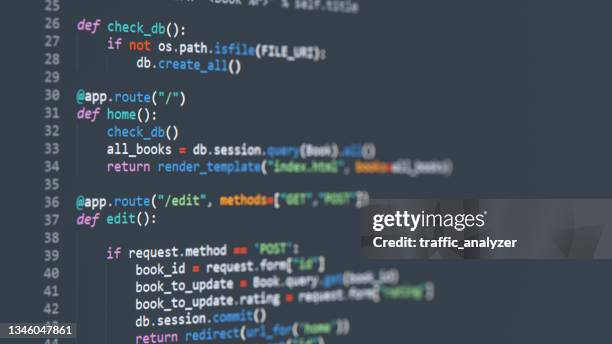 25 '<Book %r>' % self.title
26 def check_db():
27 if not os.path.isfile(FILE_URI):
28 db.create_all()
29
30 @app.route("/")
31 def home():
32 check_db()
33 all_books = db.session.query(Book).all()
34 return render_template("index.html", books=all_books)
35
36 @app.route("/edit", methods=["GET","POST"])
37 def edit():
38
39 if request.method == 'POST':
40 book_id = request.form["id"]
41 book_to_update = Book.query.get(book_id)
42 book_to_update.rating = request.form["rating"]
43 db.session.commit()
44 return redirect(url_for('home'))
gettyimages
Credit: traffic_analyzer
1346047861